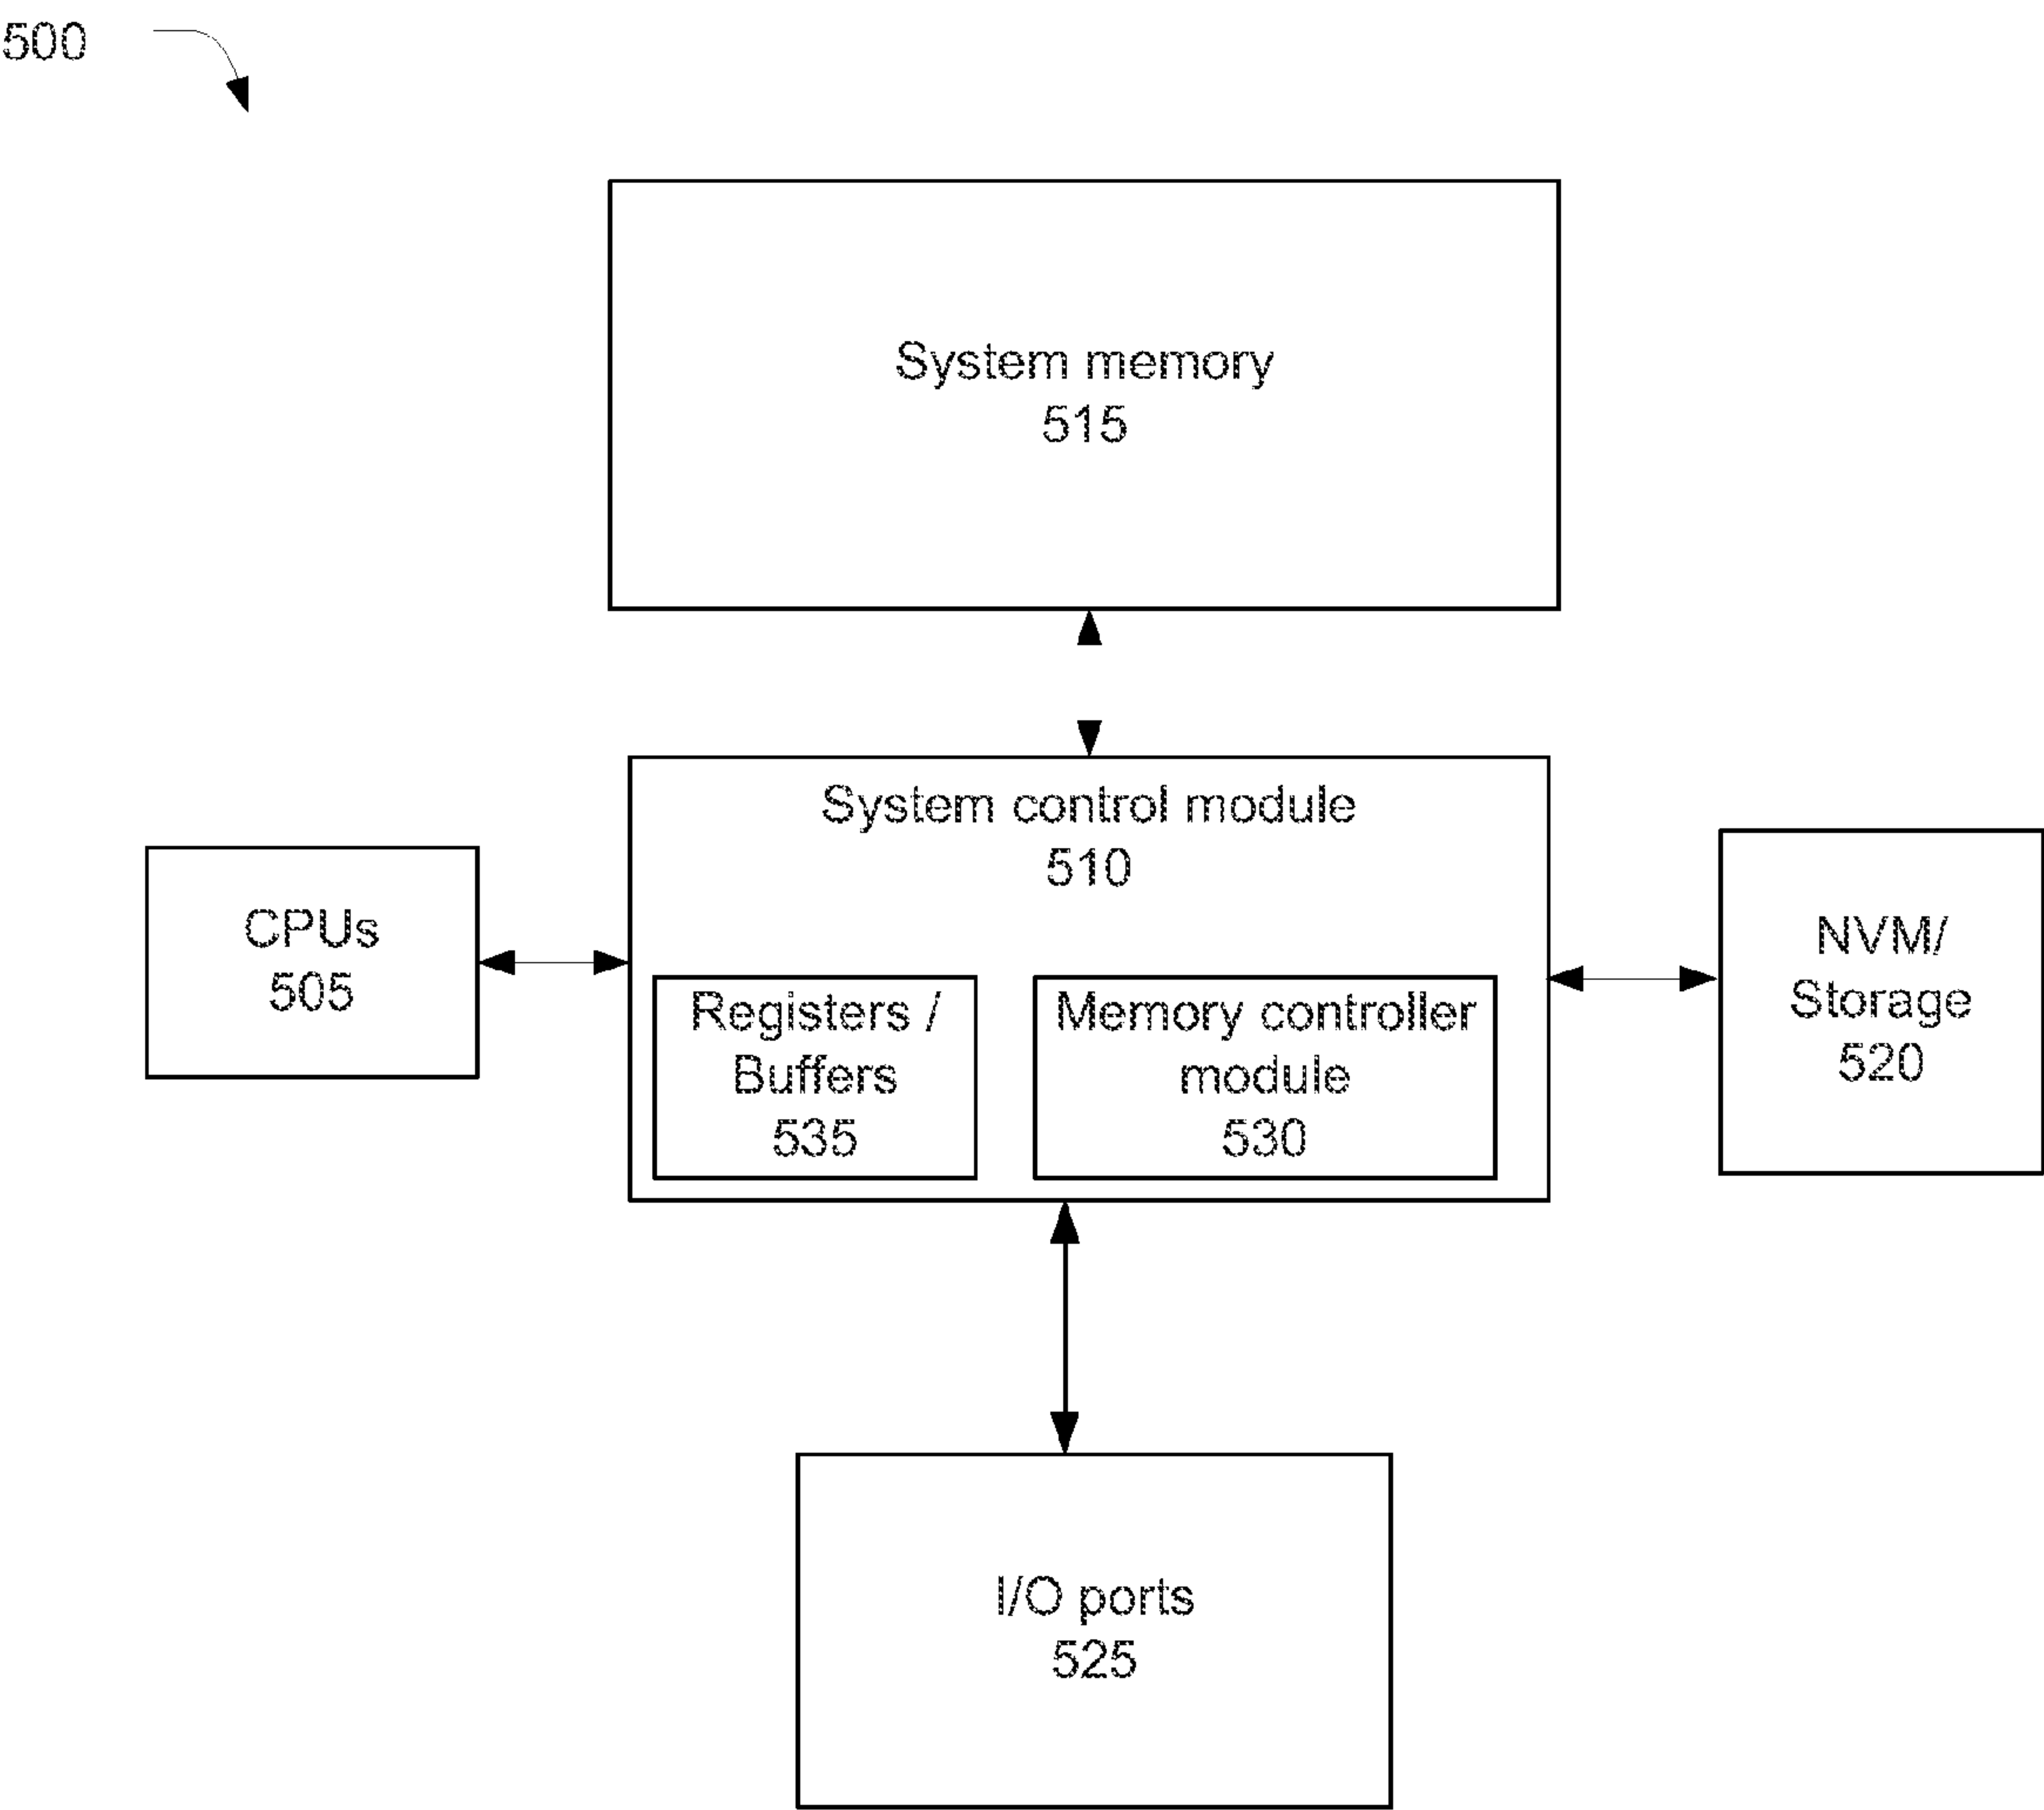 500
System memory
515
System control module
510
CPUs
505
Registers /
Buffers
535
Memory controller
module
530
NVM/
Storage
520
I/O ports
525